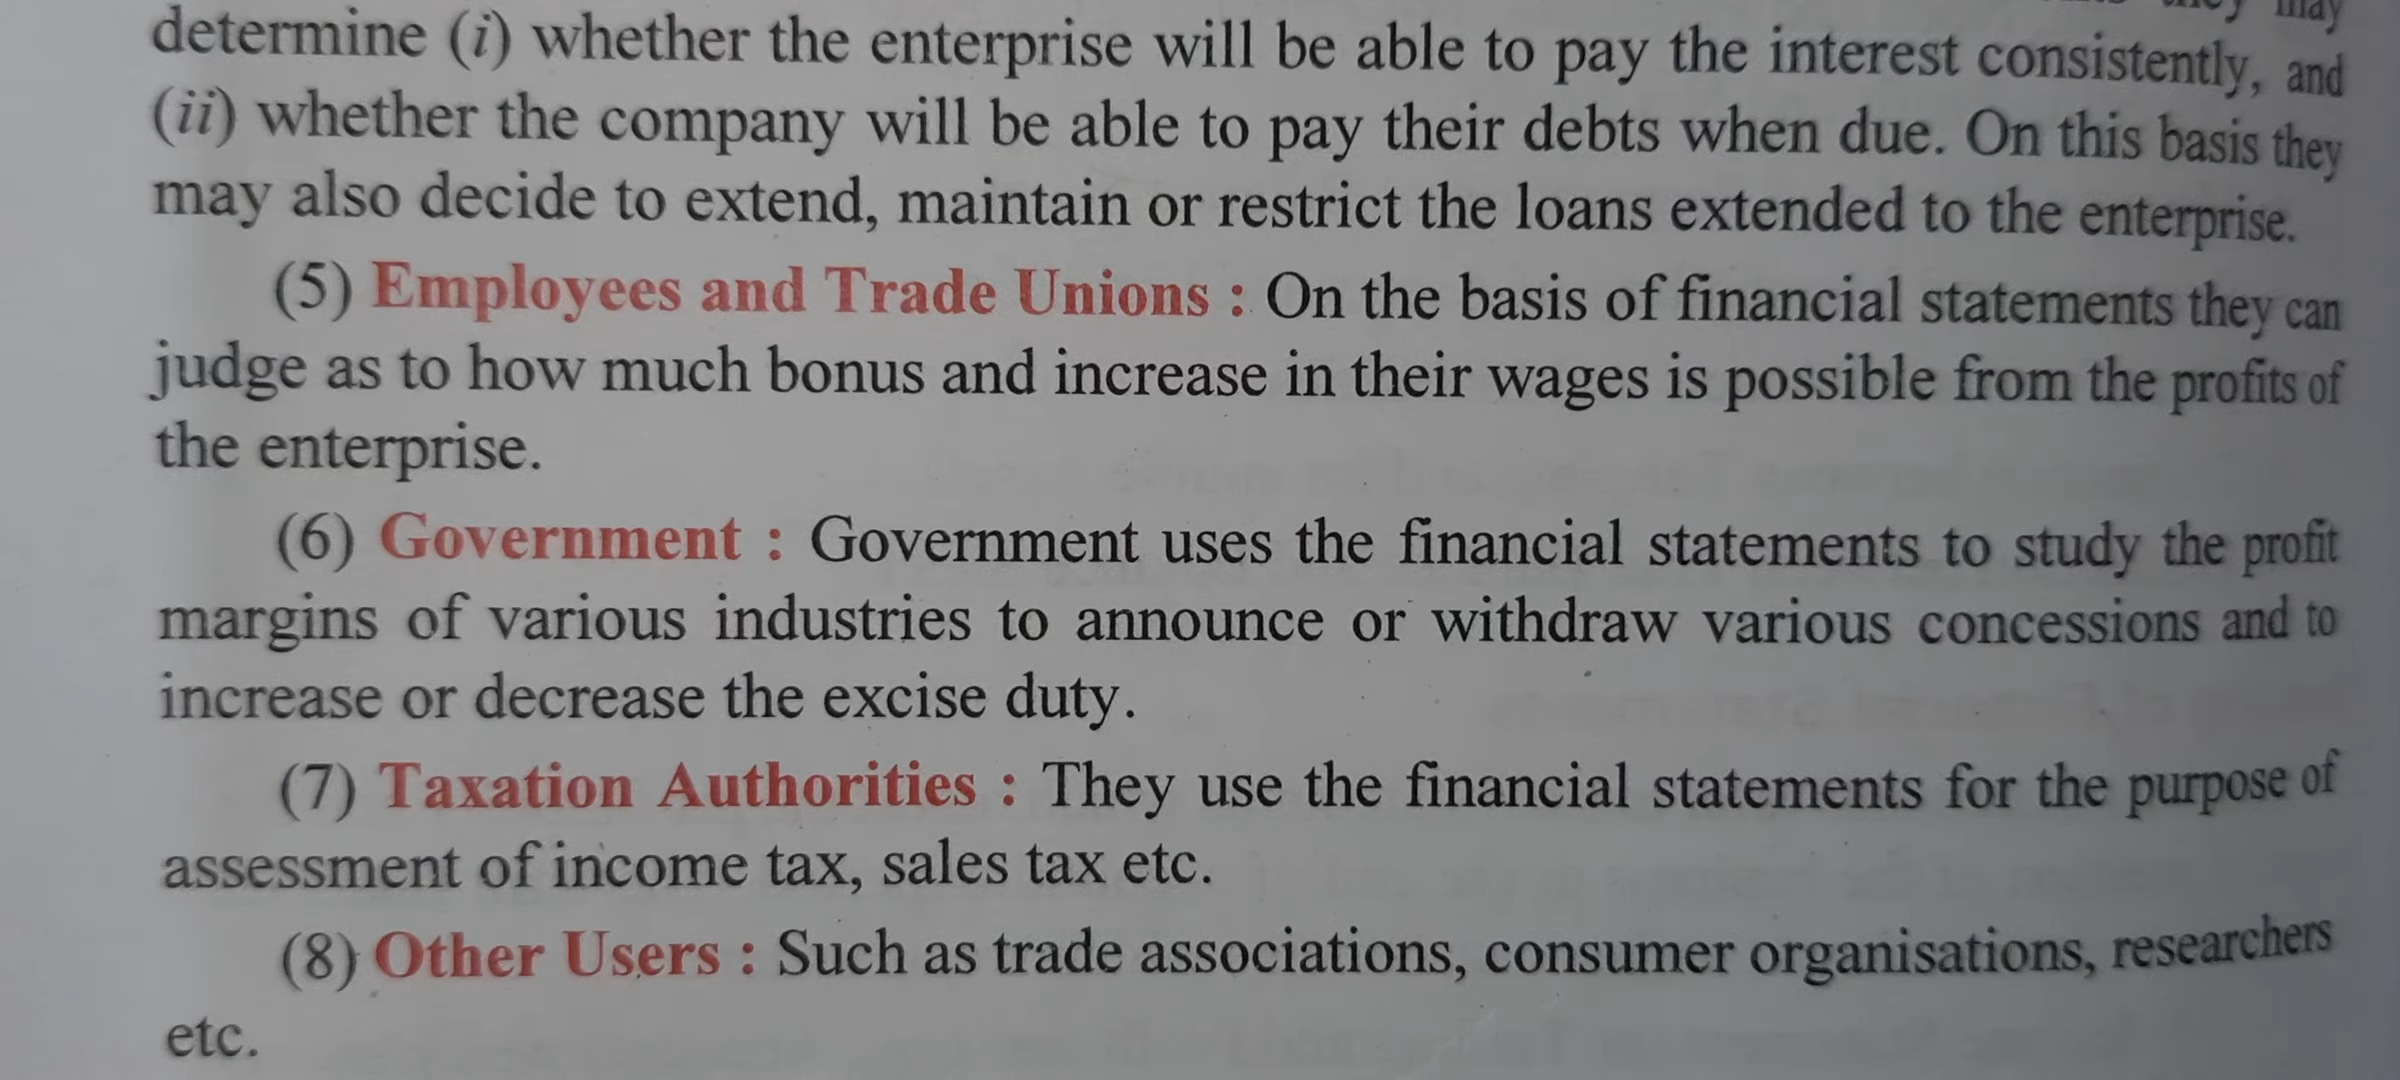 may
determine (i) whether the enterprise will be able to pay the interest consistently, and
(ii) whether the company will be able to pay their debts when due. On this basis they
may also decide to extend, maintain or restrict the loans extended to the enterprise.
(5) Employees and Trade Unions : On the basis of financial statements they can
judge as to how much bonus and increase in their wages is possible from the profits of
the enterprise.
(6) Government : Government uses the financial statements to study the profit
margins of various industries to announce or withdraw various concessions and to
increase or decrease the excise duty.
(7) Taxation Authorities : They use the financial statements for the purpose of
assessment of income tax, sales tax etc.
(8) Other Users : Such as trade associations, consumer organisations, researchers
etc.